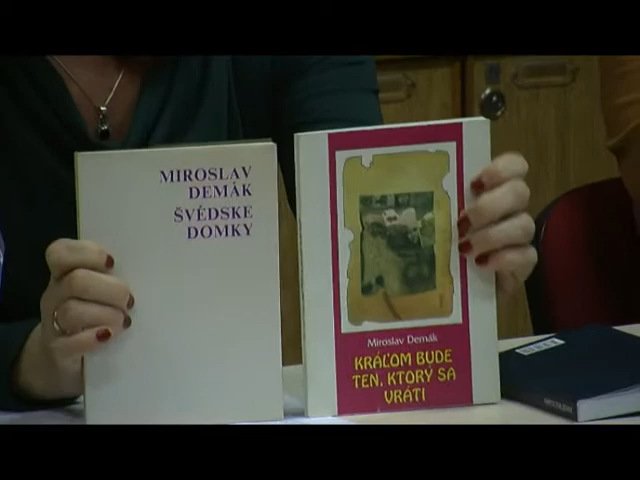 MIROSLAV
DEMÁK
ŠVÉDSKE
DOMKY
Miroslav Demák
KRÁĽOM BUDE
TEN, KTORÝ SA
VRÁTI